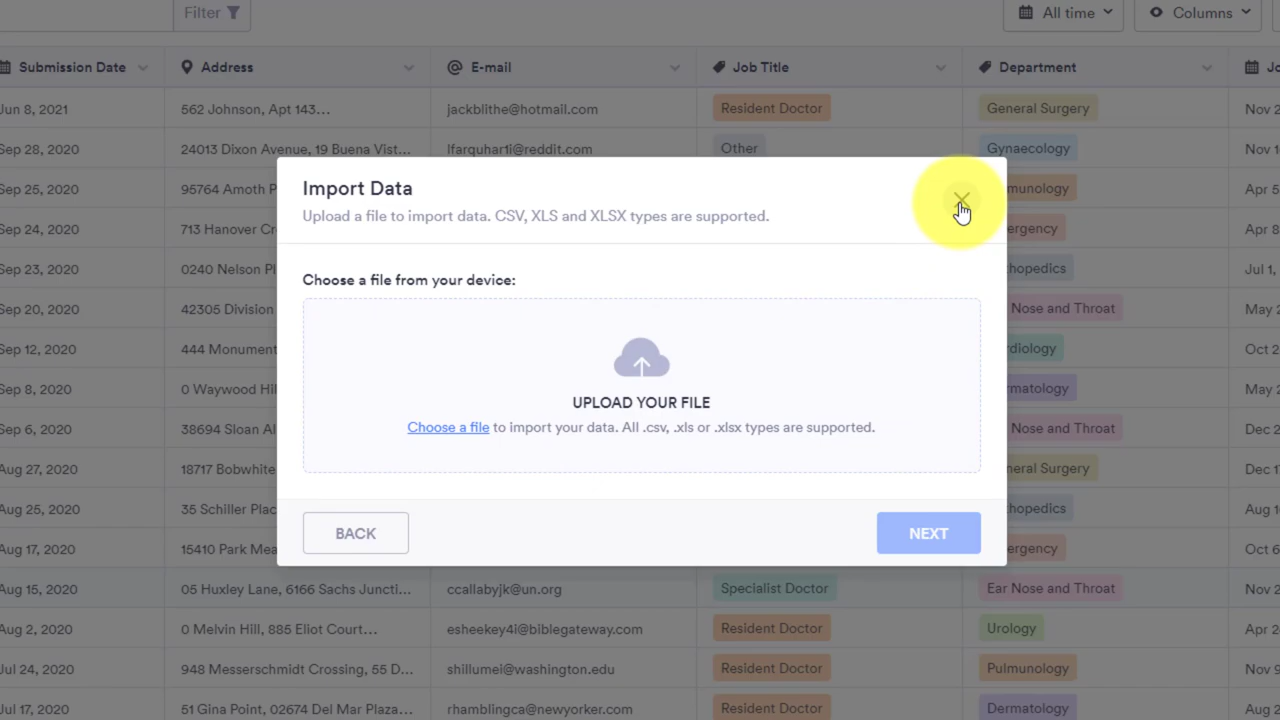 Filter
All time
Columns
Submission Date
Address
E-mail
Job Title
Department
Jun 8, 2021
562 Johnson, Apt 143...
jackblithe@hotmail.com
Resident Doctor
General Surgery
Nov 2
Sep 28, 2020
24013 Dixon Avenue, 19 Buena Vist...
lfarquhar1i@reddit.com
Other
Gynaecology
Nov 1
Import Data
Upload a file to import data. CSV, XLS and XLSX types are supported.
Sep 25, 2020
95764 Amoth P
munology
Apr 5
Sep 24, 2020
713 Hanover Cr
ergency
Apr 8
Sep 23, 2020
0240 Nelson Pl
hopedics
Jul 1,
Choose a file from your device:
Sep 20, 2020
42305 Division
Nose and Throat
May 2
Sep 12, 2020
444 Monument
diology
Oct 2
Sep 8, 2020
0 Waywood Hil
matology
May 2
UPLOAD YOUR FILE
Choose a file to import your data. All .csv, .xls or .xlsx types are supported.
Sep 6, 2020
38694 Sloan Al
Nose and Throat
Dec 2
Aug 27, 2020
18717 Bobwhite
neral Surgery
Dec 1
Aug 25, 2020
35 Schiller Plac
hopedics
Aug 1
Aug 17, 2020
15410 Park Mea
ergency
Oct 6
BACK
NEXT
Aug 15, 2020
05 Huxley Lane, 6166 Sachs Juncti...
ccallabyjk@un.org
Specialist Doctor
Ear Nose and Throat
Nov 2
Aug 2, 2020
0 Melvin Hill, 885 Eliot Court...
esheekey4i@biblegateway.com
Resident Doctor
Urology
Apr 2
Jul 24, 2020
948 Messerschmidt Crossing, 55 D...
shillumei@washington.edu
Resident Doctor
Pulmunology
Nov 9
Jul 17, 2020
51 Gina Point, 02674 Del Mar Plaza...
rhamblingca@newyorker.com
Resident Doctor
Dermatology
Aug 2